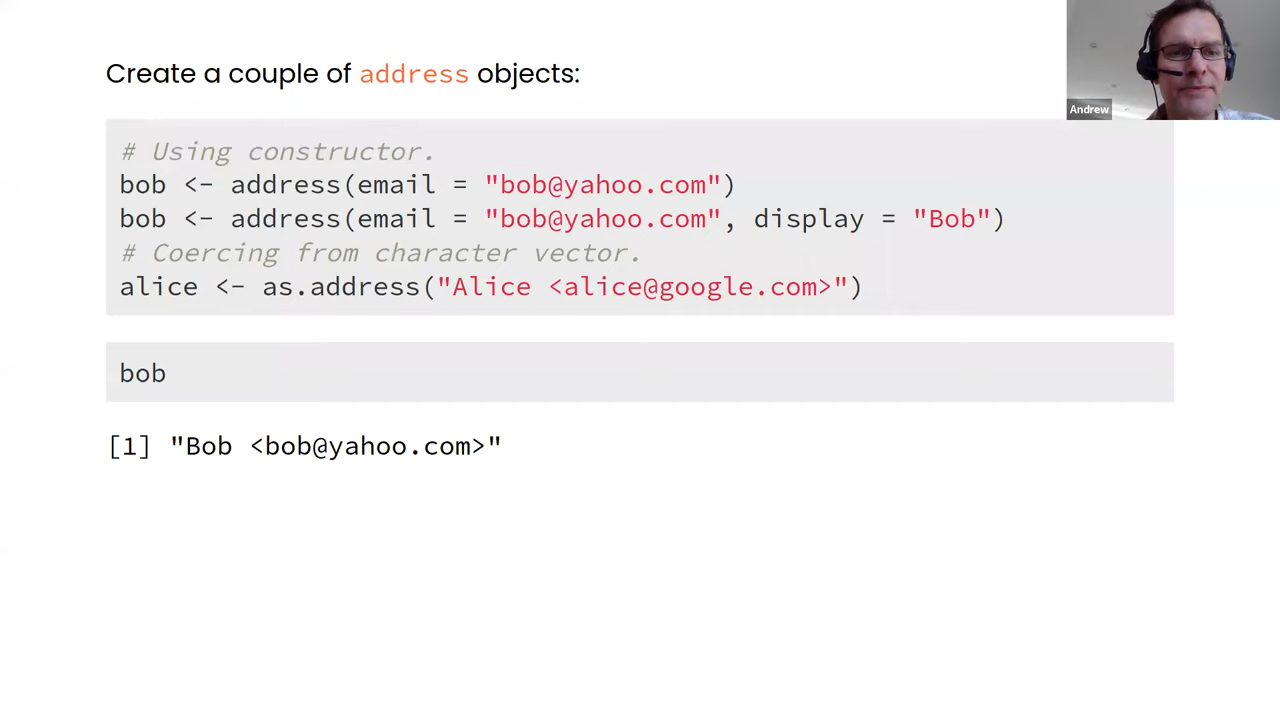 Create a couple of address objects:
Andrew
# Using constructor.
bob <- address(email = "bob@yahoo.com")
bob <- address(email = "bob@yahoo.com", display = "Bob")
# Coercing from character vector.
alice <- as.address("Alice <alice@google.com>")
bob
[1] "Bob <bob@yahoo.com>"